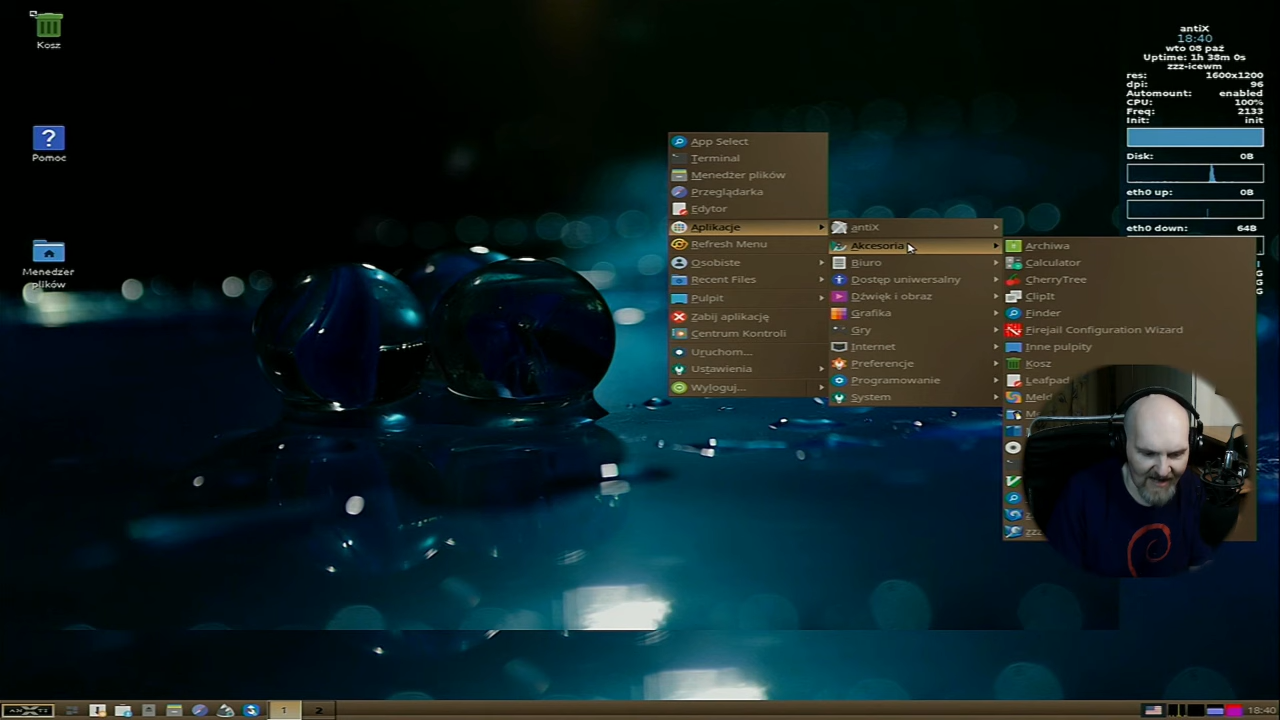 Kosz
Pomoc
Menedżer
plików
antiX
18:40
wto 08 paź
Uptime: 1h 38m 0s
zzz-icewm
res: 1600x1200
dpi: 96
Automount: enabled
CPU: 100%
Freq: 2133
Init: init
Disk: 0B
eth0 up: 0B
eth0 down: 64B
App Select
Terminal
Menedżer plików
Przeglądarka
Edytor
Aplikacje
Refresh Menu
Osobiste
Recent Files
Pulpit
Zabij aplikację
Centrum Kontroli
Uruchom...
Ustawienia
Wyloguj...
antiX
Akcesoria
Biuro
Dostęp uniwersalny
Dźwięk i obraz
Grafika
Gry
Internet
Preferencje
Programowanie
System
Archiwa
Calculator
CherryTree
ClipIt
Finder
Firejail Configuration Wizard
Inne pulpity
Kosz
Leafpad
Meld
1
2
18:40